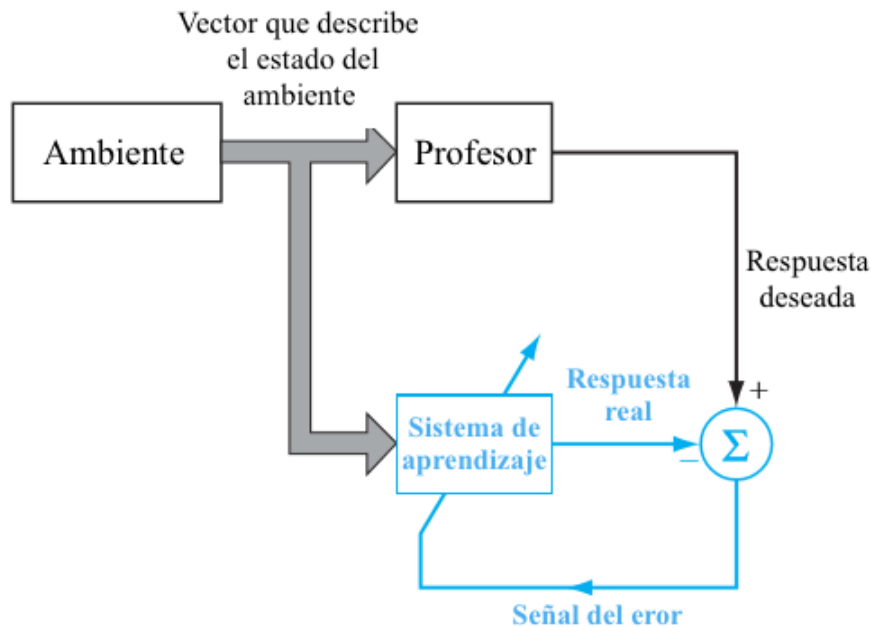 Vector que describe
el estado del
ambiente
Ambiente
Profesor
Respuesta
deseada
+
Respuesta
real
Sistema de
aprendizaje
−
Σ
Señal del eror